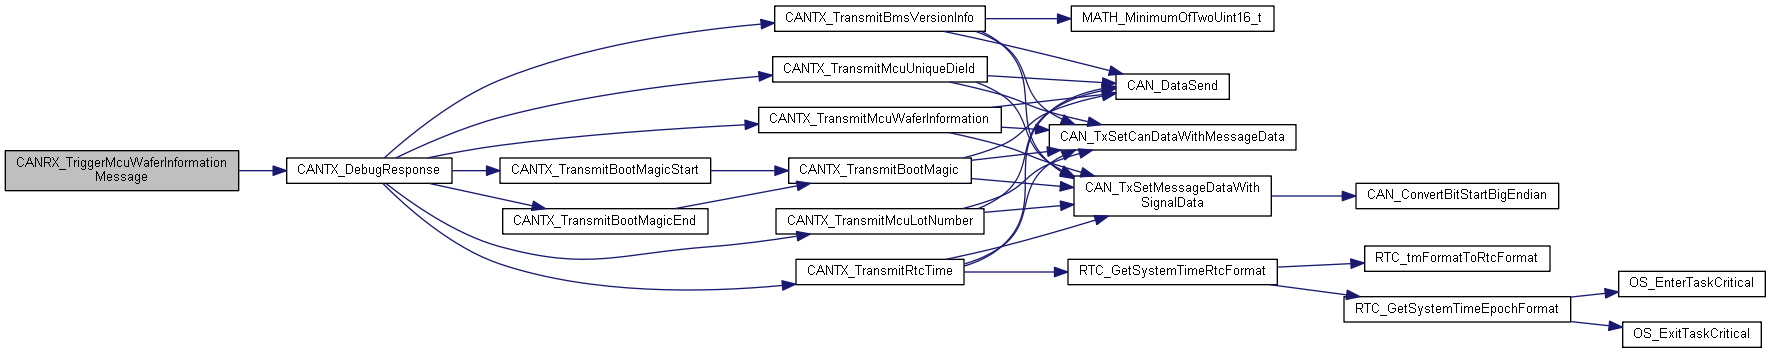 CANRX_TriggerMcuWaferInformation
Message
CANTX_DebugResponse
CANTX_TransmitBmsVersionInfo
CANTX_TransmitMcuUniqueDieId
CANTX_TransmitMcuWaferInformation
CANTX_TransmitBootMagicStart
CANTX_TransmitBootMagicEnd
CANTX_TransmitBootMagic
CANTX_TransmitMcuLotNumber
CANTX_TransmitRtcTime
MATH_MinimumOfTwoUint16_t
CAN_DataSend
CAN_TxSetCanDataWithMessageData
CAN_TxSetMessageDataWith
SignalData
CAN_ConvertBitStartBigEndian
RTC_GetSystemTimeRtcFormat
RTC_tmFormatToRtcFormat
RTC_GetSystemTimeEpochFormat
OS_EnterTaskCritical
OS_ExitTaskCritical